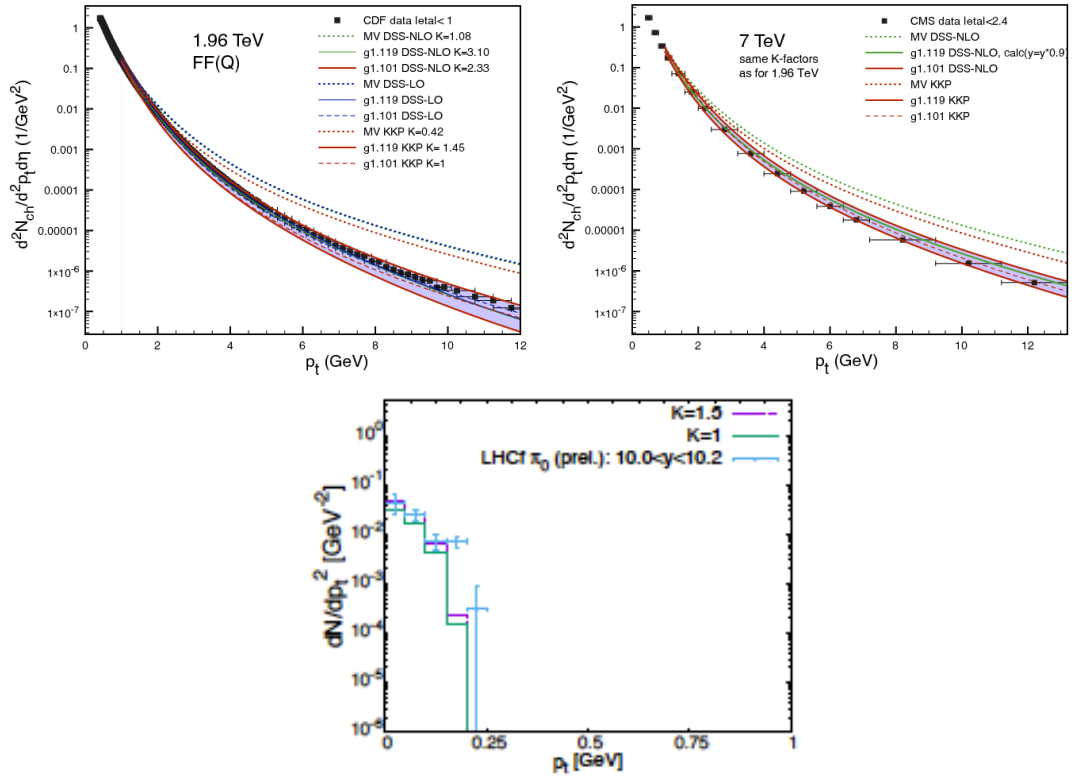 1.96 TeV
FF(Q)
CDF data letal< 1
MV DSS-NLO K=1.08
g1.119 DSS-NLO K=3.10
g1.101 DSS-NLO K=2.33
MV DSS-LO
g1.119 DSS-LO
g1.101 DSS-LO
MV KKP K=0.42
g1.119 KKP K= 1.45
g1.101 KKP K=1
d²N_ch/d²p_t dη (1/GeV²)
1
0.1
0.01
0.001
0.0001
0.00001
1×10⁻⁶
1×10⁻⁷
0 2 4 6 8 10 12
p_t (GeV)
7 TeV
same K-factors
as for 1.96 TeV
CMS data letal<2.4
MV DSS-NLO
g1.119 DSS-NLO, calc(y=y*0.9)
g1.101 DSS-NLO
MV KKP
g1.119 KKP
g1.101 KKP
d²N_ch/d²p_t dη (1/GeV²)
1
0.1
0.01
0.001
0.0001
0.00001
1×10⁻⁶
1×10⁻⁷
0 2 4 6 8 10 12
p_t (GeV)
K=1.5
K=1
LHCf π₀ (prel.): 10.0<y<10.2
dN/dp_t² [GeV⁻²]
10⁰
10⁻¹
10⁻²
10⁻³
10⁻⁴
10⁻⁵
10⁻⁶
0 0.25 0.5 0.75 1
p_t [GeV]